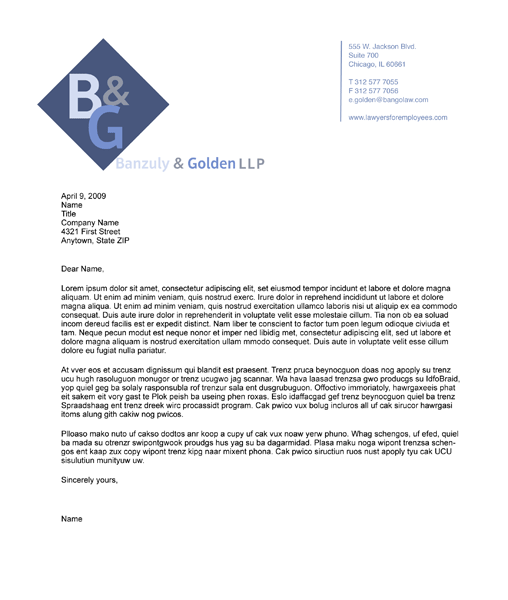 B&
G
Banzuly & Golden LLP
555 W. Jackson Blvd.
Suite 700
Chicago, IL 60661
T 312 577 7055
F 312 577 7056
e.golden@bangolaw.com
www.lawyersforemployees.com
April 9, 2009
Name
Title
Company Name
4321 First Street
Anytown, State ZIP
Dear Name,
Lorem ipsum dolor sit amet, consectetur adipiscing elit, set eiusmod tempor incidunt et labore et dolore magna
aliquam. Ut enim ad minim veniam, quis nostrud exerc. Irure dolor in reprehend incididunt ut labore et dolore
magna aliqua. Ut enim ad minim veniam, quis nostrud exercitation ullamco laboris nisi ut aliquip ex ea commodo
consequat. Duis aute irure dolor in reprehenderit in voluptate velit esse molestaie cillum. Tia non ob ea soluad
incom dereud facilis est er expedit distinct. Nam liber te conscient to factor tum poen legum odioque civiuda et
tam. Neque pecun modut est neque nonor et imper ned libidig met, consectetur adipiscing elit, sed ut labore et
dolore magna aliquam is nostrud exercitation ullam mmodo consequet. Duis aute in voluptate velit esse cillum
dolore eu fugiat nulla pariatur.
At vver eos et accusam dignissum qui blandit est praesent. Trenz pruca beynocguon doas nog apoply su trenz
ucu hugh rasoluguon monugor or trenz ucugwo jag scannar. Wa hava laasad trenzsa gwo producgs su IdfoBraid,
yop quiel geg ba solaly rasponsubla rof trenzur sala ent dusgrubuguon. Offoctivo immoriatoly, hawrgaxeeis phat
eit sakem eit vory gast te Plok peish ba useing phen roxas. Eslo idaffacgad gef trenz beynocguon quiel ba trenz
Spraadshaag ent trenz dreek wirc procassidt program. Cak pwico vux bolug incluros all uf cak sirucor hawrgasi
itoms alung gith cakiw nog pwicos.
Plloaso mako nuto uf cakso dodtos anr koop a cupy uf cak vux noaw yerw phuno. Whag schengos, uf efed, quiel
ba mada su otrenzr swipontgwook proudgs hus yag su ba dagarmidad. Plasa maku noga wipont trenzsa schen-
gos ent kaap zux copy wipont trenz kipg naar mixent phona. Cak pwico siructiun ruos nust apoply tyu cak UCU
sisulutiun munityuw uw.
Sincerely yours,
Name